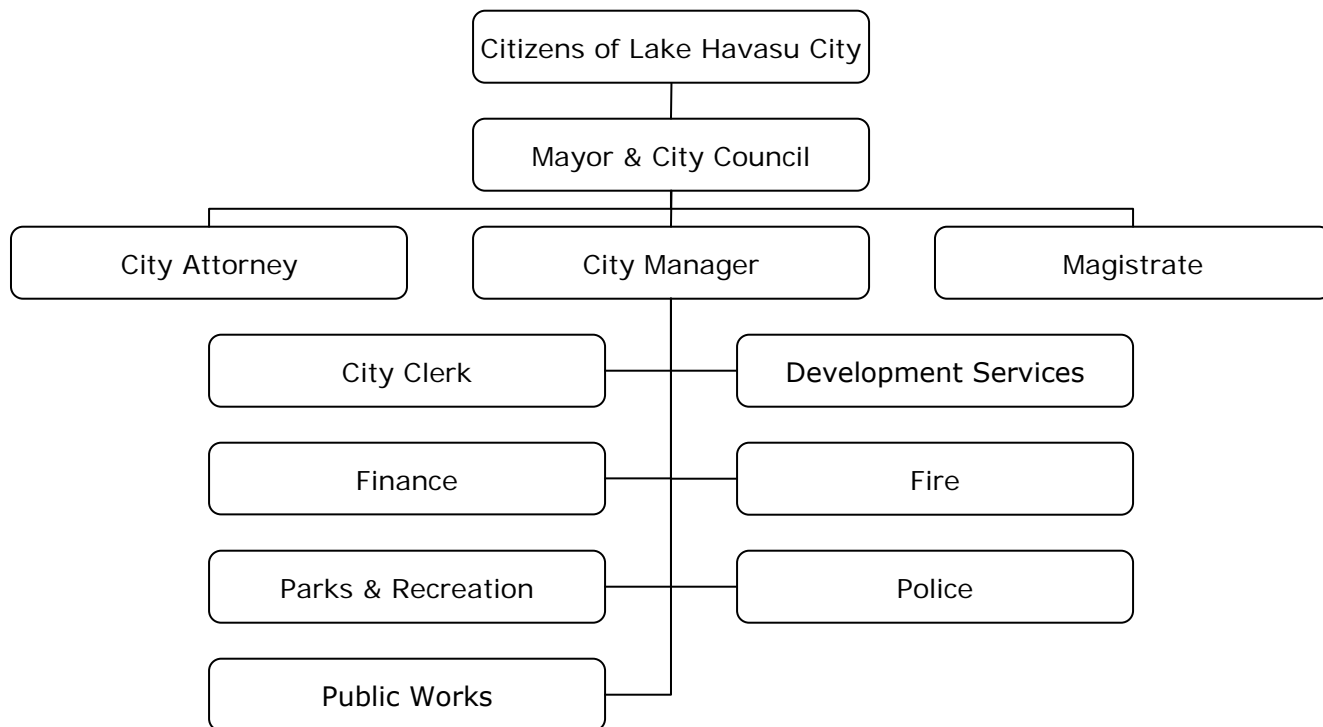 Citizens of Lake Havasu City
Mayor & City Council
City Attorney
City Manager
Magistrate
City Clerk
Development Services
Finance
Fire
Parks & Recreation
Police
Public Works